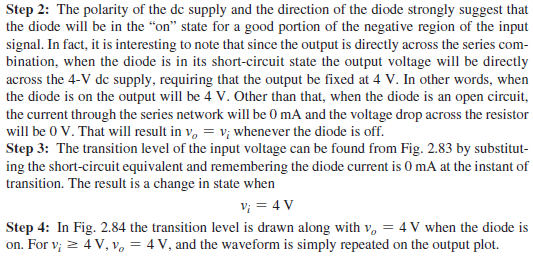 Step 2: The polarity of the dc supply and the direction of the diode strongly suggest that
the diode will be in the “on” state for a good portion of the negative region of the input
signal. In fact, it is interesting to note that since the output is directly across the series com-
bination, when the diode is in its short-circuit state the output voltage will be directly
across the 4-V dc supply, requiring that the output be fixed at 4 V. In other words, when
the diode is on the output will be 4 V. Other than that, when the diode is an open circuit,
the current through the series network will be 0 mA and the voltage drop across the resistor
will be 0 V. That will result in vₒ = vᵢ whenever the diode is off.
Step 3: The transition level of the input voltage can be found from Fig. 2.83 by substitut-
ing the short-circuit equivalent and remembering the diode current is 0 mA at the instant of
transition. The result is a change in state when
vᵢ = 4 V
Step 4: In Fig. 2.84 the transition level is drawn along with vₒ = 4 V when the diode is
on. For vᵢ ≥ 4 V, vₒ = 4 V, and the waveform is simply repeated on the output plot.